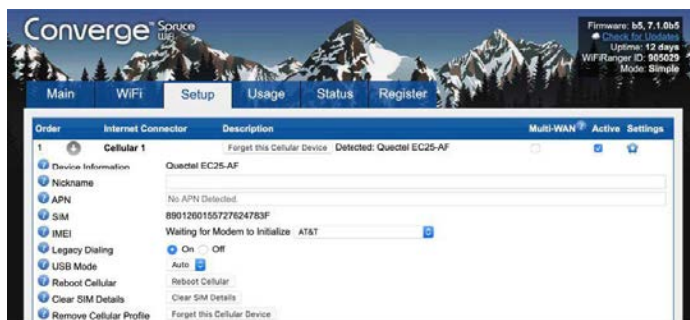 Converge Spruce
WiFi
Firmware: b5, 7.1.0b5
Check for Updates
Uptime: 12 days
WiFiRanger ID: 905029
Mode: Simple
Main WiFi Setup Usage Status Register
Order Internet Connector Description Multi-WAN Active Settings
1 Cellular 1 Forget this Cellular Device Detected: Quectel EC25-AF
Device Information Quectel EC25-AF
Nickname
APN No APN Detected.
SIM 8901260155727624783F
IMEI Waiting for Modem to Initialize AT&T
Legacy Dialing On Off
USB Mode Auto
Reboot Cellular Reboot Cellular
Clear SIM Details Clear SIM Details
Remove Cellular Profile Forget this Cellular Device